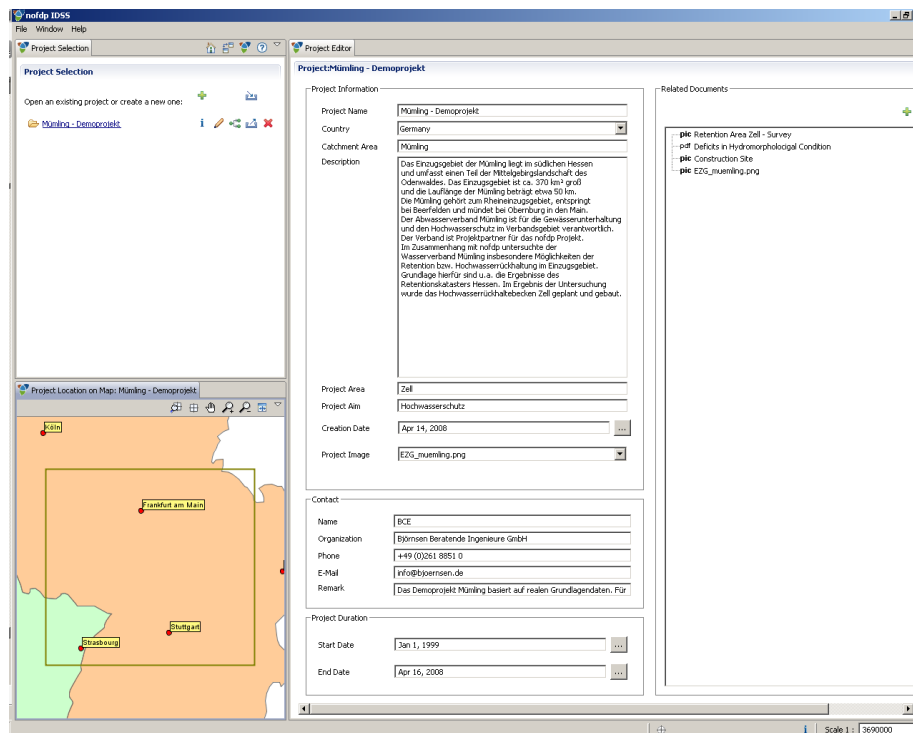 nofdp IDSS
File Window Help
Project Selection
Project Selection
Open an existing project or create a new one:
Mümling - Demoprojekt
Project Location on Map: Mümling - Demoprojekt
Köln
Frankfurt am Main
Stuttgart
Strasbourg
Project Editor
Project:Mümling - Demoprojekt
Project Information
Project Name Mümling - Demoprojekt
Country Germany
Catchment Area Mümling
Description Das Einzugsgebiet der Mümling liegt im südlichen Hessen
und umfasst einen Teil der Mittelgebirgslandschaft des
Odenwaldes. Das Einzugsgebiet ist ca. 370 km² groß
und die Lauflänge der Mümling beträgt etwa 50 km.
Die Mümling gehört zum Rheineinzugsgebiet, entspringt
bei Beerfelden und mündet bei Obernburg in den Main.
Der Abwasserverband Mümling ist für die Gewässerunterhaltung
und den Hochwasserschutz im Verbandsgebiet verantwortlich.
Der Verband ist Projektpartner für das nofdp Projekt.
Im Zusammenhang mit nofdp untersuchte der
Wasserverband Mümling insbesondere Möglichkeiten der
Retention bzw. Hochwasserrückhaltung im Einzugsgebiet.
Grundlage hierfür sind u.a. die Ergebnisse des
Retentionskatasters Hessen. Im Ergebnis der Untersuchung
wurde das Hochwasserrückhaltebecken Zell geplant und gebaut.
Project Area Zell
Project Aim Hochwasserschutz
Creation Date Apr 14, 2008 ...
Project Image EZG_muemling.png
Contact
Name BCE
Organization Björnsen Beratende Ingenieure GmbH
Phone +49 (0)261 8851 0
E-Mail info@bjoernsen.de
Remark Das Demoprojekt Mümling basiert auf realen Grundlagendaten. Für
Project Duration
Start Date Jan 1, 1999 ...
End Date Apr 16, 2008 ...
Related Documents
pic Retention Area Zell - Survey
pdf Deficits in Hydromorphological Condition
pic Construction Site
pic EZG_muemling.png
Scale 1 : 3690000